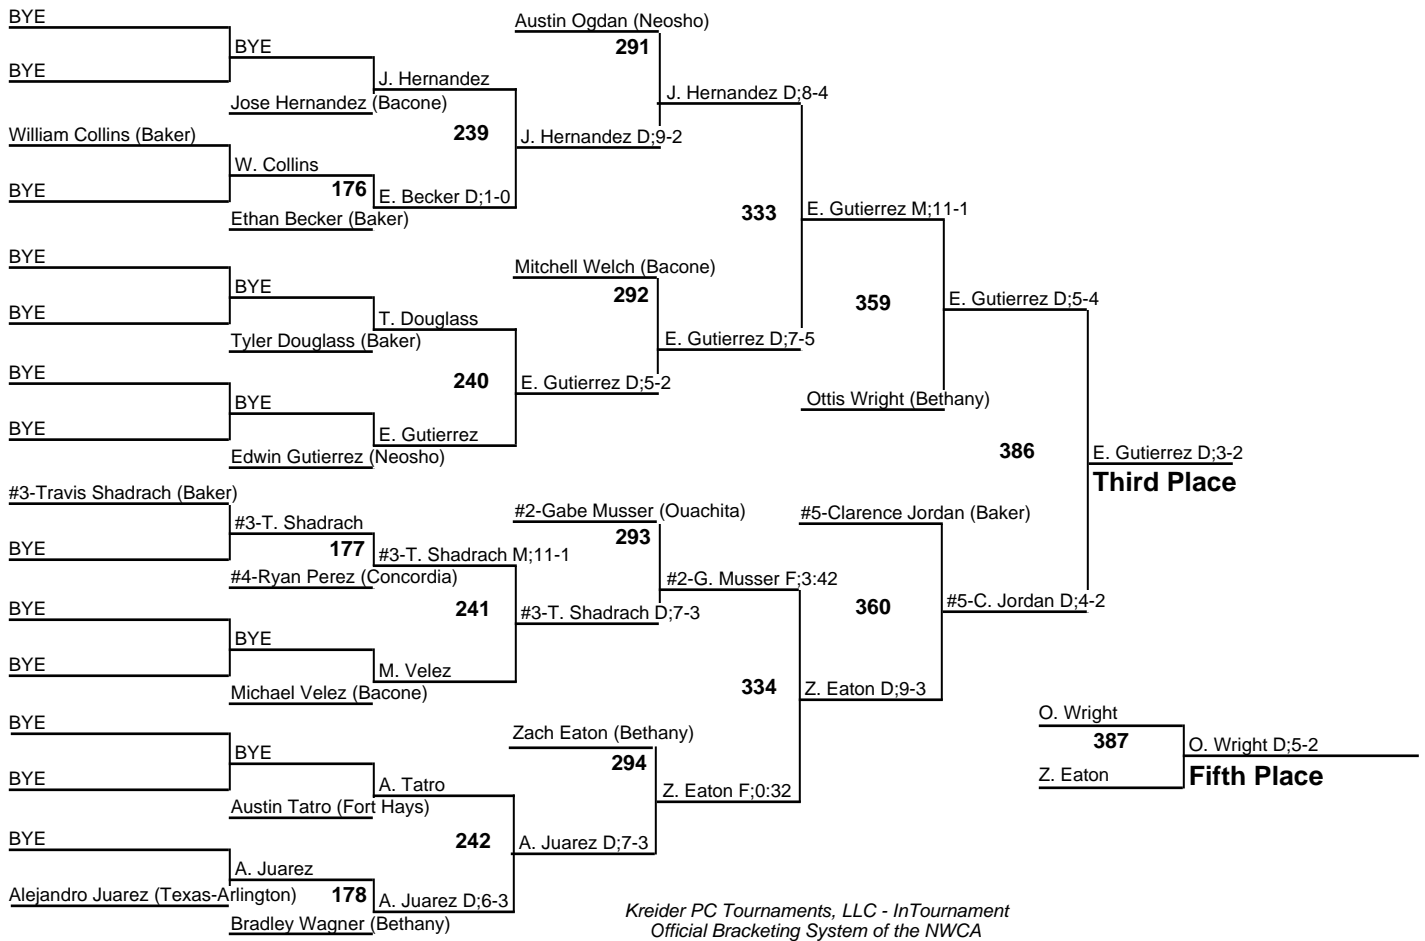 BYE
BYE
BYE
Jose Hernandez (Bacone)
J. Hernandez
William Collins (Baker)
BYE
W. Collins
176
Ethan Becker (Baker)
E. Becker D;1-0
239
J. Hernandez D;9-2
Austin Ogdan (Neosho)
291
J. Hernandez D;8-4
BYE
BYE
BYE
Tyler Douglass (Baker)
T. Douglass
BYE
BYE
BYE
Edwin Gutierrez (Neosho)
E. Gutierrez
240
E. Gutierrez D;5-2
Mitchell Welch (Bacone)
292
E. Gutierrez D;7-5
333
E. Gutierrez M;11-1
359
Ottis Wright (Bethany)
E. Gutierrez D;5-4
#3-Travis Shadrach (Baker)
BYE
#3-T. Shadrach
177
#4-Ryan Perez (Concordia)
#3-T. Shadrach M;11-1
BYE
BYE
BYE
Michael Velez (Bacone)
M. Velez
241
#3-T. Shadrach D;7-3
#2-Gabe Musser (Ouachita)
293
#2-G. Musser F;3:42
BYE
BYE
BYE
Austin Tatro (Fort Hays)
A. Tatro
BYE
Alejandro Juarez (Texas-Arlington)
A. Juarez
178
Bradley Wagner (Bethany)
A. Juarez D;6-3
242
A. Juarez D;7-3
Zach Eaton (Bethany)
294
Z. Eaton F;0:32
334
Z. Eaton D;9-3
#5-Clarence Jordan (Baker)
360
#5-C. Jordan D;4-2
386
E. Gutierrez D;3-2
Third Place
O. Wright
387
Z. Eaton
O. Wright D;5-2
Fifth Place
Kreider PC Tournaments, LLC - InTournament
Official Bracketing System of the NWCA